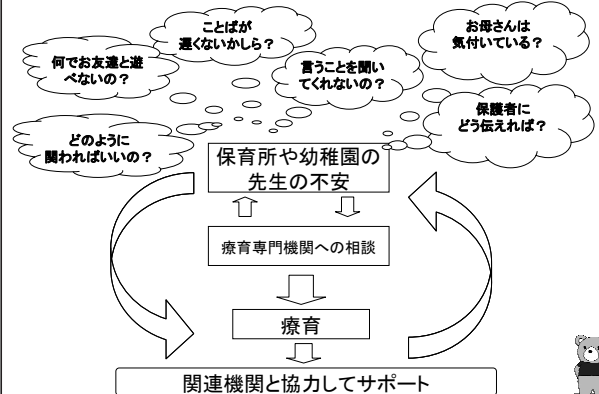 ことばが
遅くないかしら？
お母さんは
気付いている？
何でお友達と遊
べないの？
言うことを聞い
てくれないの？
保護者に
どう伝えれば？
どのように
関わればいいの？
保育所や幼稚園の
先生の不安
療育専門機関への相談
療育
関連機関と協力してサポート